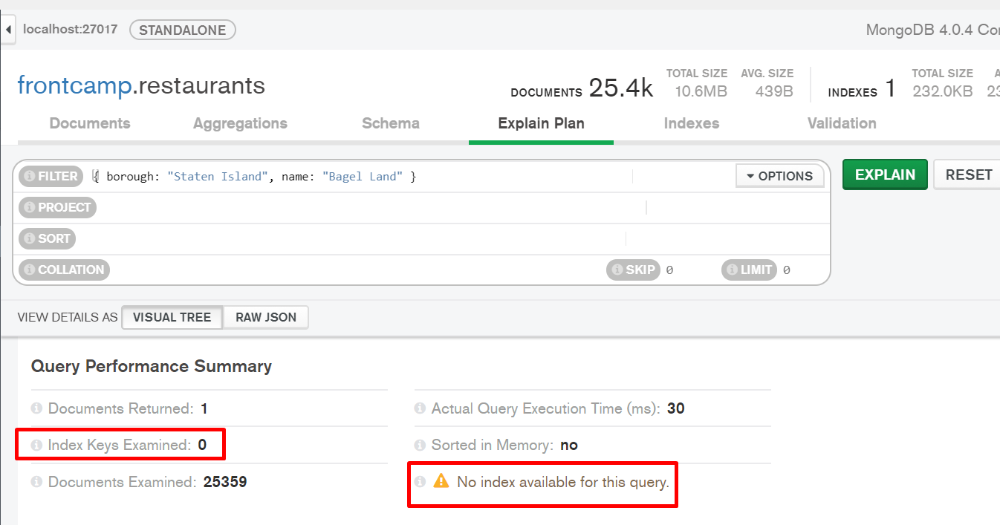 localhost:27017 STANDALONE MongoDB 4.0.4
frontcamp.restaurants
DOCUMENTS 25.4k TOTAL SIZE 10.6MB AVG. SIZE 439B INDEXES 1 TOTAL SIZE 232.0KB
Documents Aggregations Schema Explain Plan Indexes Validation
FILTER { borough: "Staten Island", name: "Bagel Land" } OPTIONS EXPLAIN RESET
PROJECT
SORT
COLLATION SKIP 0 LIMIT 0
VIEW DETAILS AS VISUAL TREE RAW JSON
Query Performance Summary
Documents Returned: 1 Actual Query Execution Time (ms): 30
Index Keys Examined: 0 Sorted in Memory: no
Documents Examined: 25359 No index available for this query.